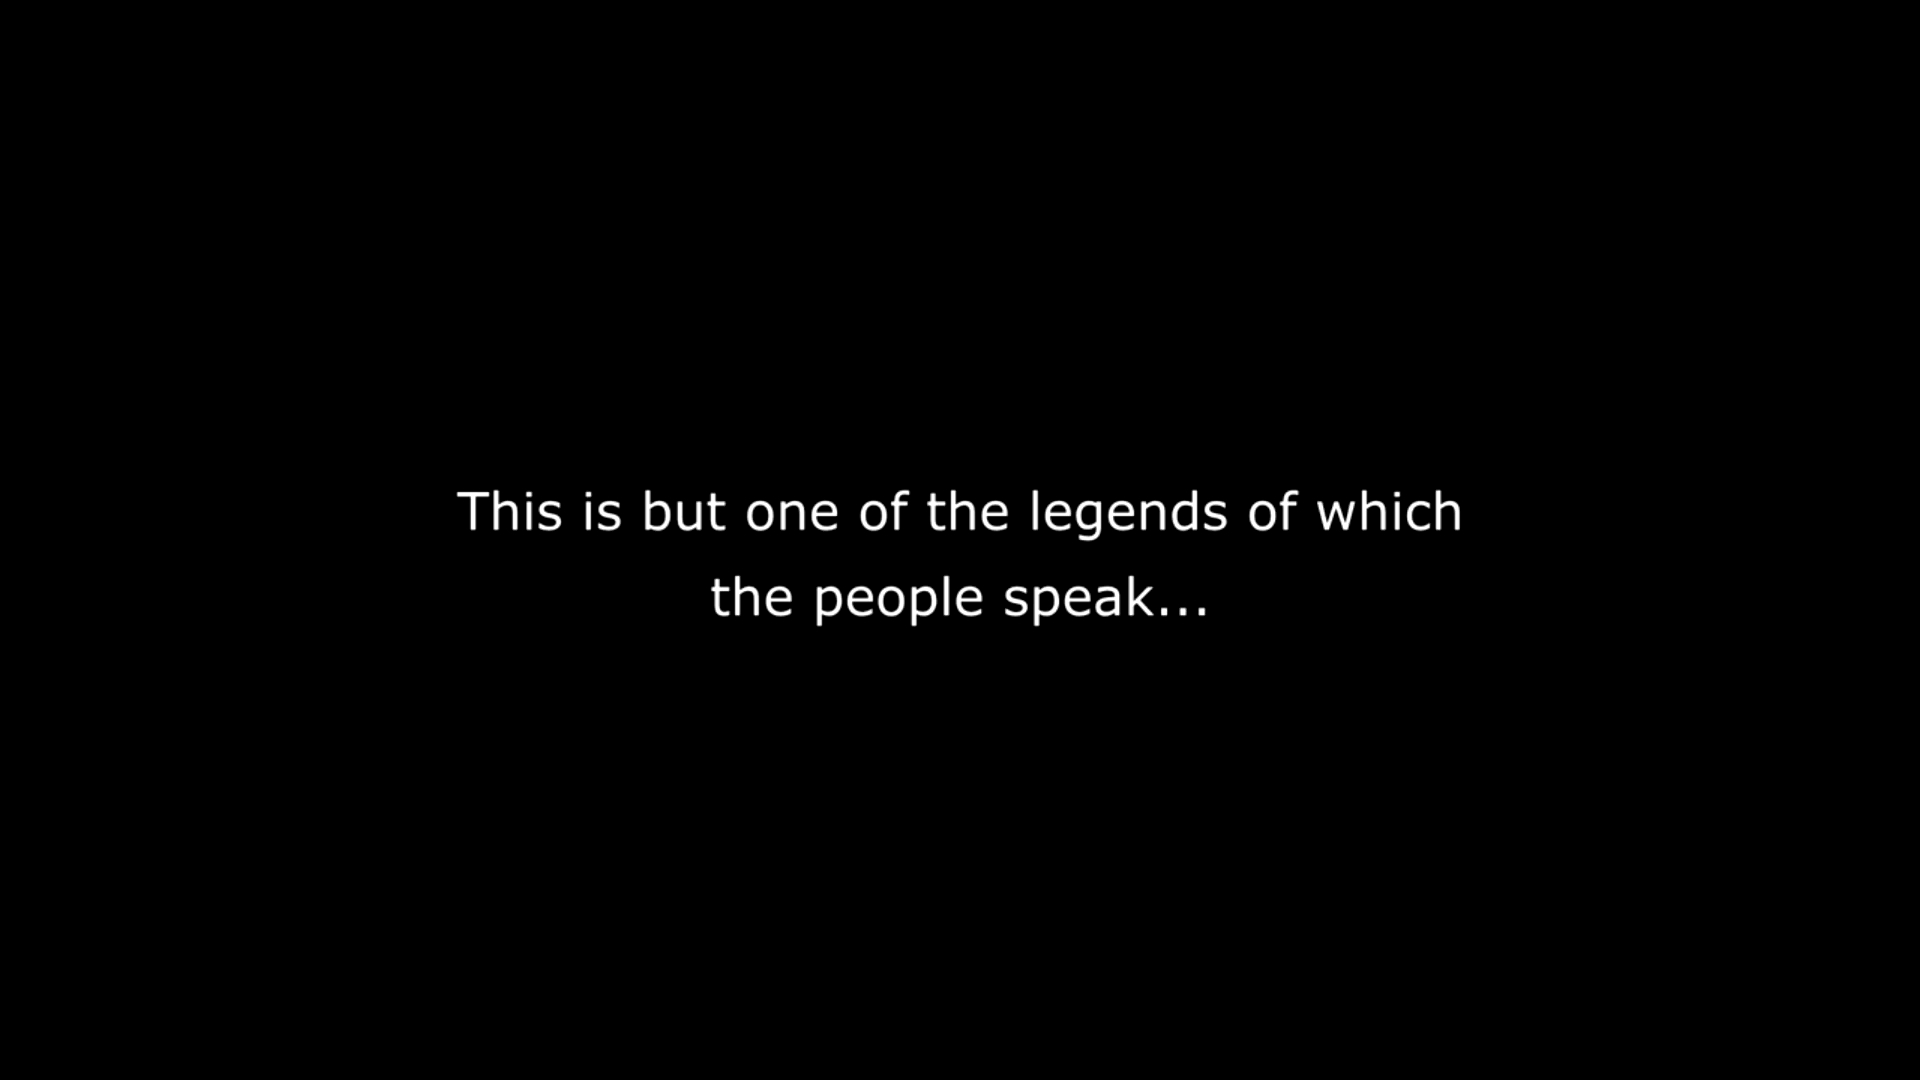 This is but one of the legends of which
the people speak...